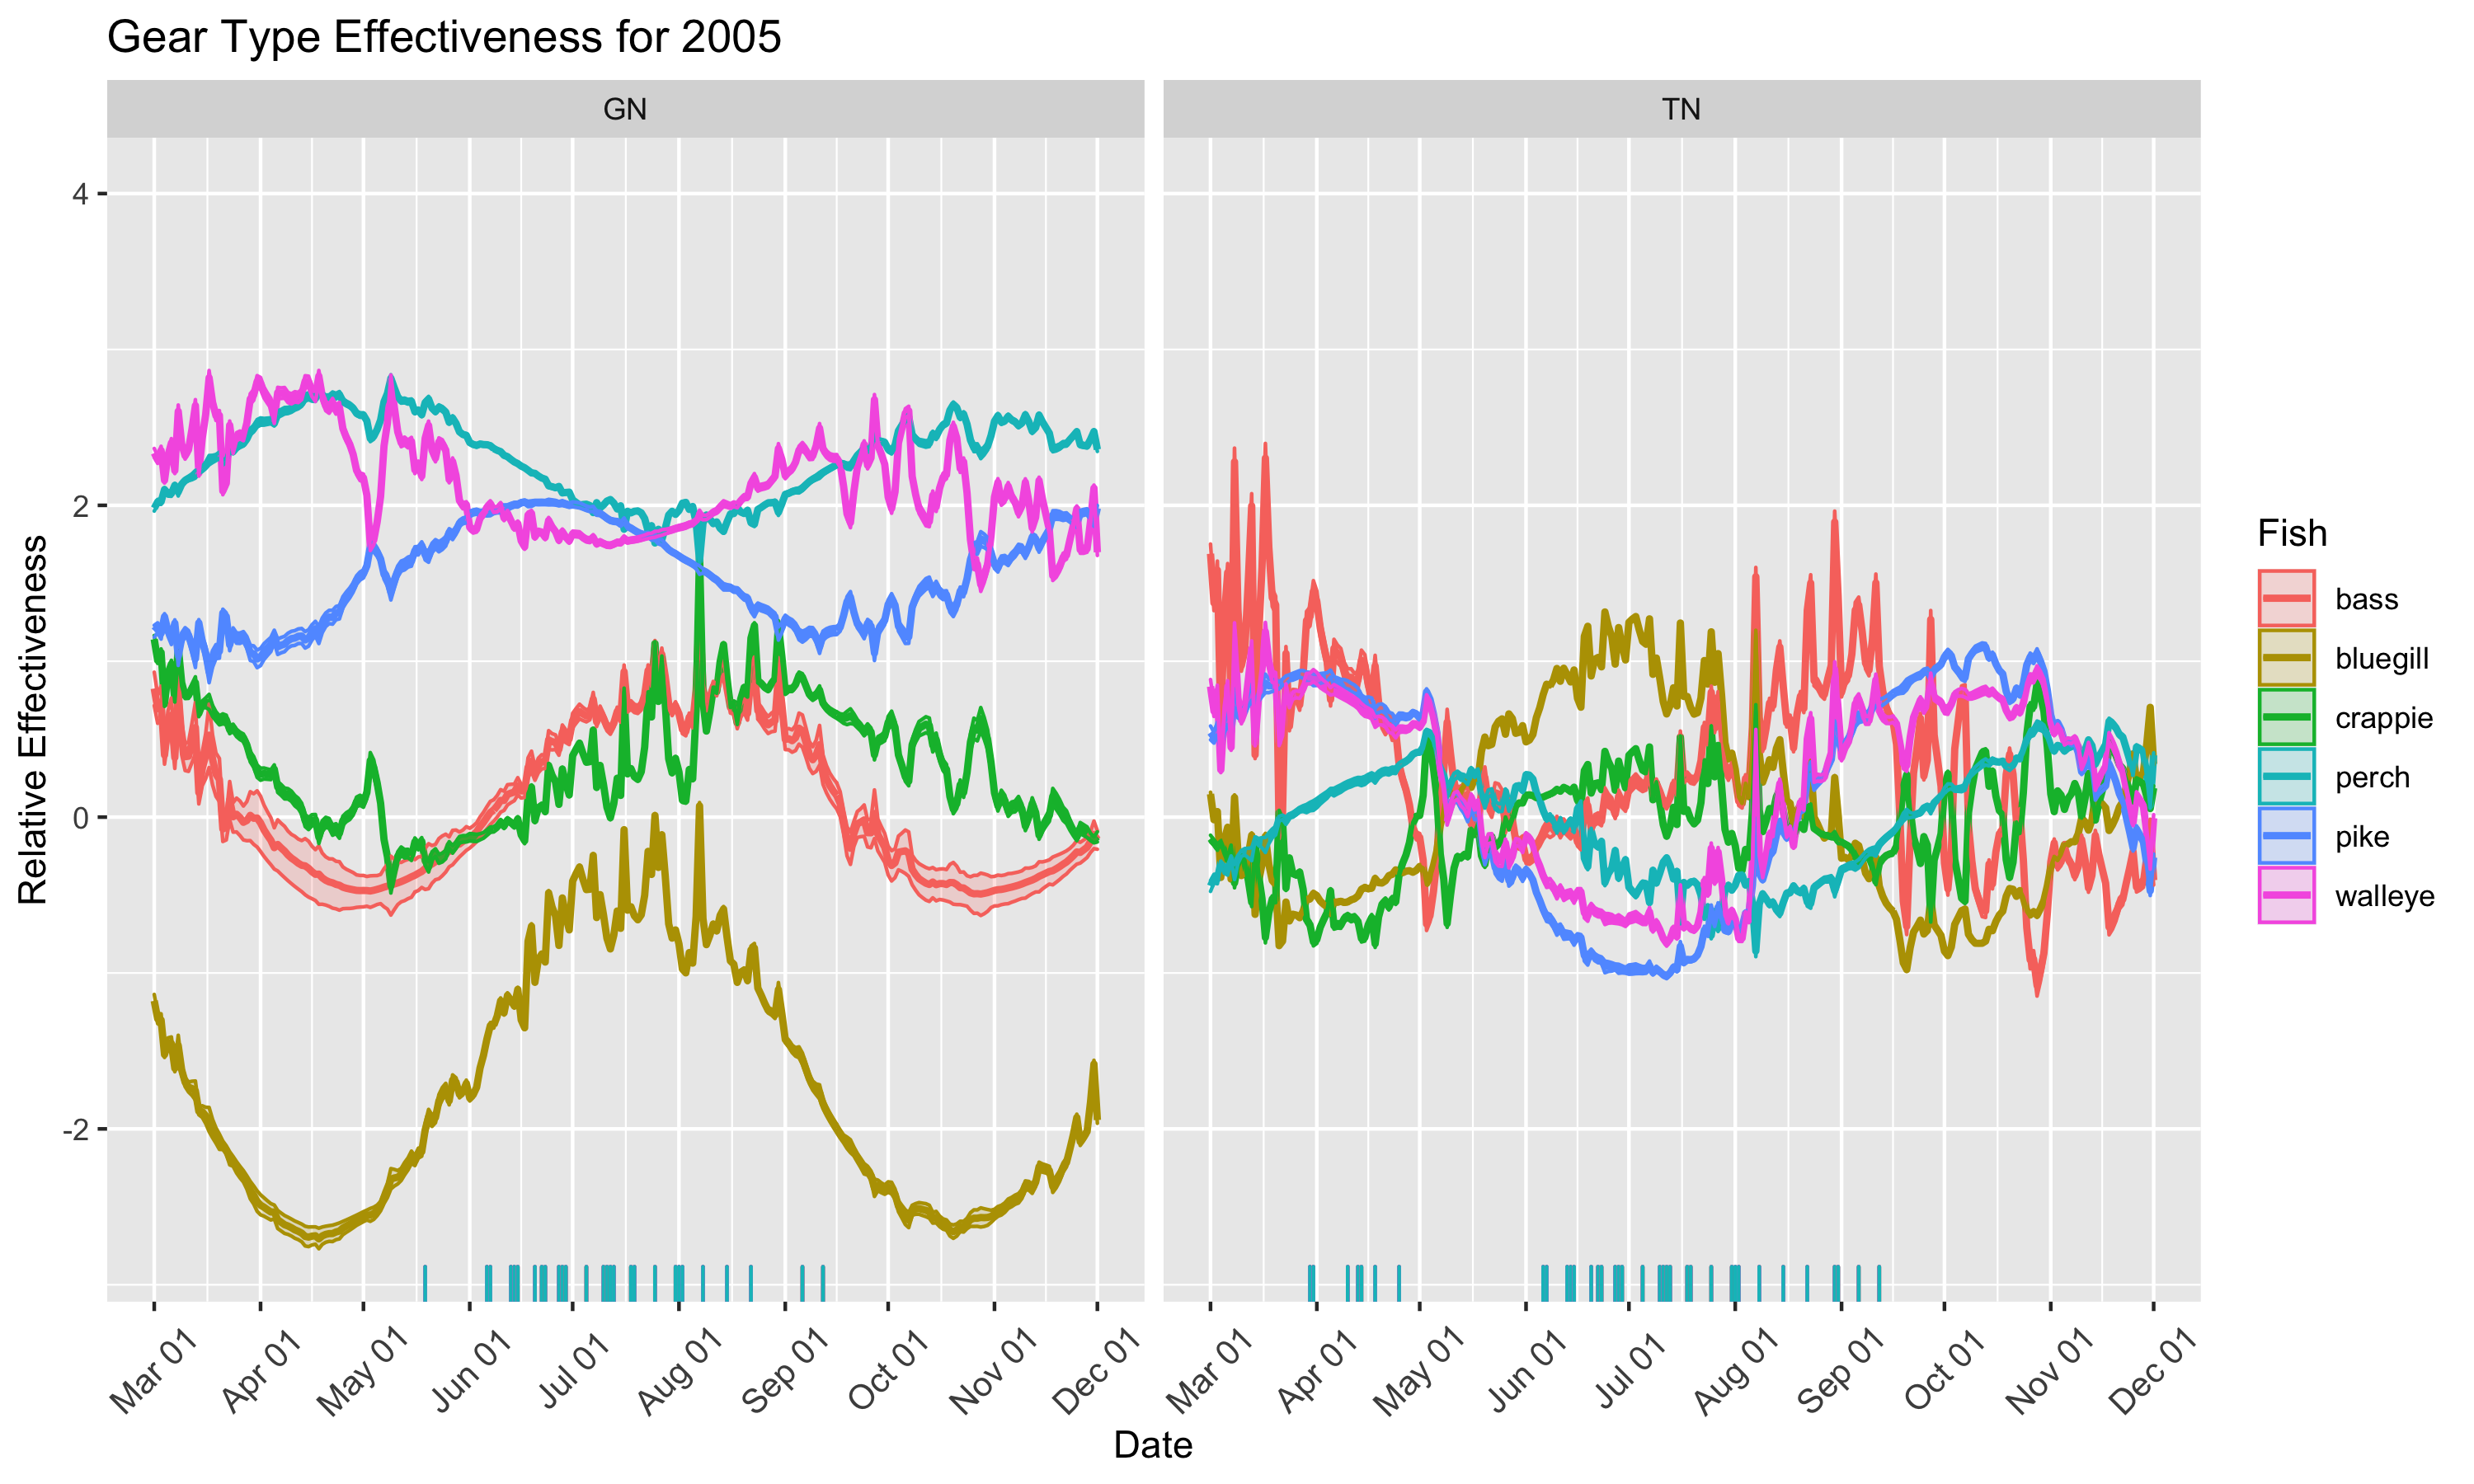 Gear Type Effectiveness for 2005
GN
TN
4
2
0
-2
Relative Effectiveness
Mar 01
Apr 01
May 01
Jun 01
Jul 01
Aug 01
Sep 01
Oct 01
Nov 01
Dec 01
Mar 01
Apr 01
May 01
Jun 01
Jul 01
Aug 01
Sep 01
Oct 01
Nov 01
Dec 01
Date
Fish
bass
bluegill
crappie
perch
pike
walleye